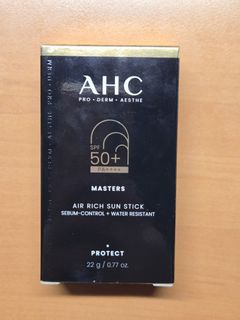 AHC
PRO • DERM • AESTHE
SPF
50+
PA++++
MASTERS
AIR RICH SUN STICK
SEBUM-CONTROL + WATER RESISTANT
PROTECT
22 g / 0.77 oz.